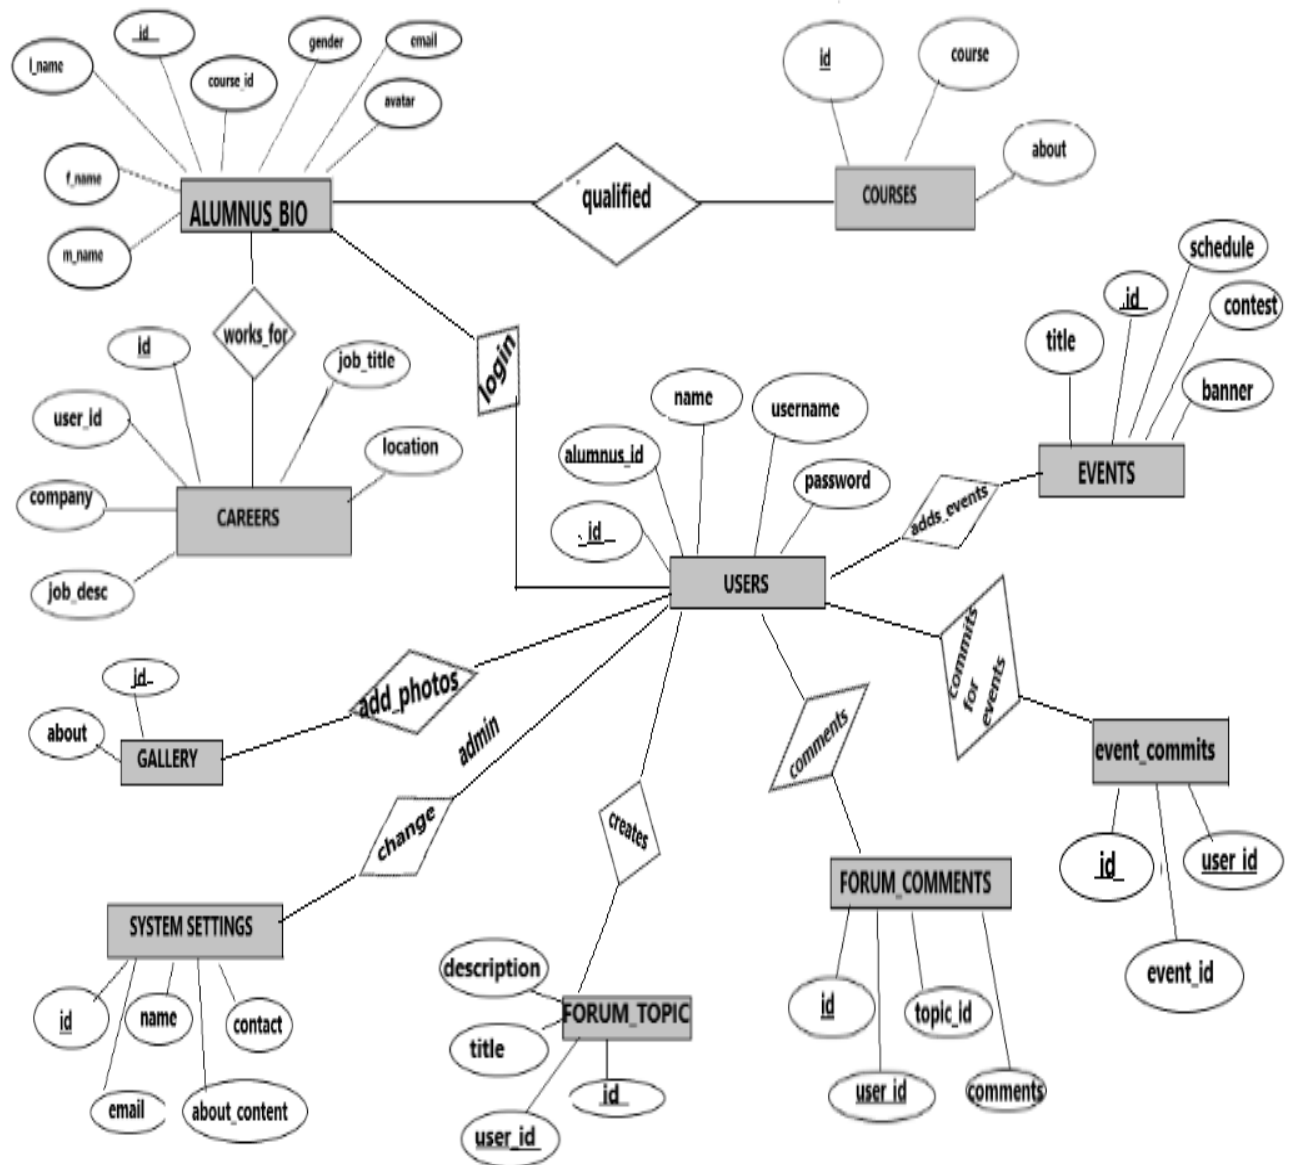 id
gender
email
l_name
course_id
avatar
f_name
m_name
ALUMNUS_BIO
qualified
id
course
about
COURSES
works_for
login
id
job_title
user_id
location
company
CAREERS
job_desc
schedule
id
contest
title
banner
EVENTS
name
username
alumnus_id
password
id
USERS
adds_events
commits
for
events
id
about
GALLERY
add_photos
admin
change
creates
comments
event_commits
id
user id
event_id
SYSTEM SETTINGS
id
name
contact
email
about_content
description
FORUM_TOPIC
title
id
user_id
FORUM_COMMENTS
id
topic_id
user id
comments